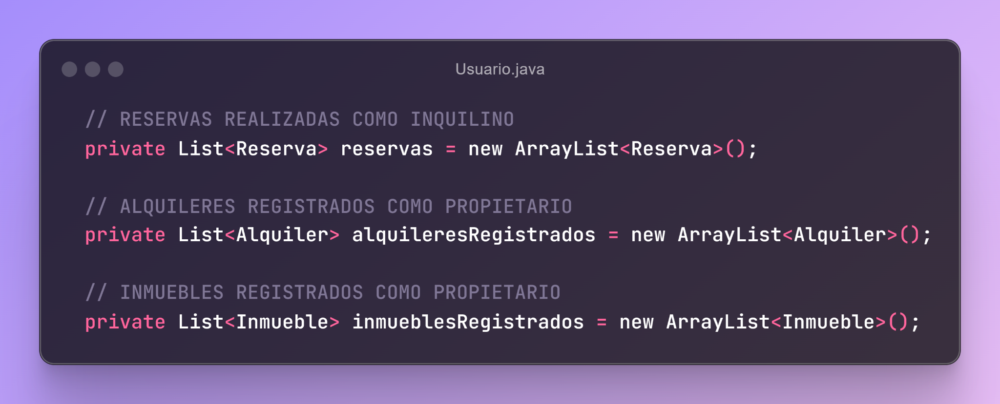 Usuario.java
// RESERVAS REALIZADAS COMO INQUILINO
private List<Reserva> reservas = new ArrayList<Reserva>();
// ALQUILERES REGISTRADOS COMO PROPIETARIO
private List<Alquiler> alquileresRegistrados = new ArrayList<Alquiler>();
// INMUEBLES REGISTRADOS COMO PROPIETARIO
private List<Inmueble> inmueblesRegistrados = new ArrayList<Inmueble>();